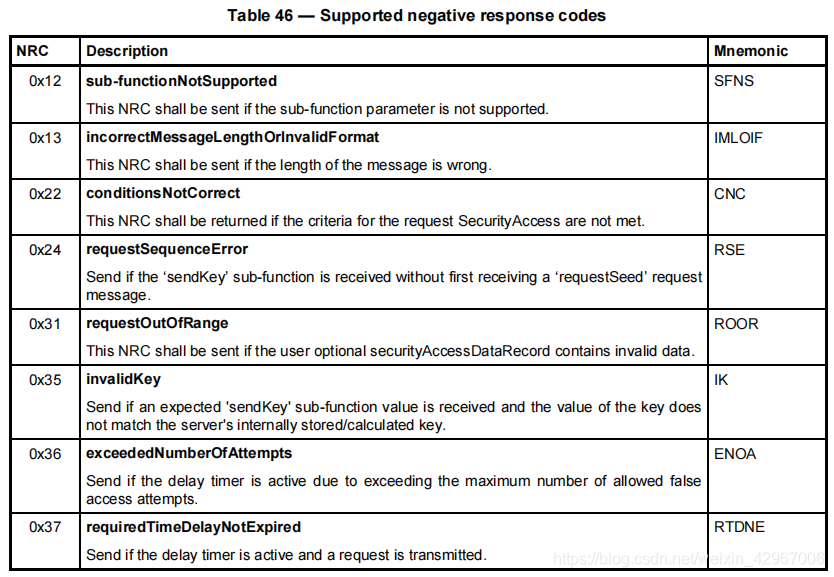 Table 46 — Supported negative response codes
NRC Description Mnemonic
0x12 sub-functionNotSupported SFNS
This NRC shall be sent if the sub-function parameter is not supported.
0x13 incorrectMessageLengthOrInvalidFormat IMLOIF
This NRC shall be sent if the length of the message is wrong.
0x22 conditionsNotCorrect CNC
This NRC shall be returned if the criteria for the request SecurityAccess are not met.
0x24 requestSequenceError RSE
Send if the ‘sendKey’ sub-function is received without first receiving a ‘requestSeed’ request
message.
0x31 requestOutOfRange ROOR
This NRC shall be sent if the user optional securityAccessDataRecord contains invalid data.
0x35 invalidKey IK
Send if an expected 'sendKey' sub-function value is received and the value of the key does
not match the server's internally stored/calculated key.
0x36 exceededNumberOfAttempts ENOA
Send if the delay timer is active due to exceeding the maximum number of allowed false
access attempts.
0x37 requiredTimeDelayNotExpired RTDNE
Send if the delay timer is active and a request is transmitted.
https://blog.csdn.net/weixin_42967006